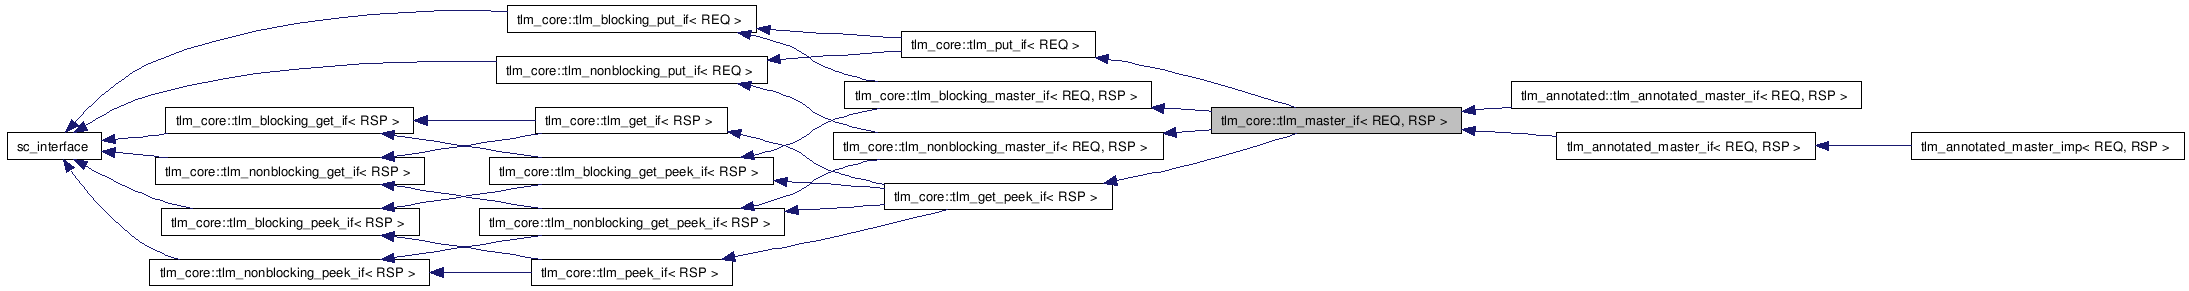 sc_interface
tlm_core::tlm_blocking_put_if< REQ >
tlm_core::tlm_nonblocking_put_if< REQ >
tlm_core::tlm_blocking_get_if< RSP >
tlm_core::tlm_nonblocking_get_if< RSP >
tlm_core::tlm_blocking_peek_if< RSP >
tlm_core::tlm_nonblocking_peek_if< RSP >
tlm_core::tlm_get_if< RSP >
tlm_core::tlm_blocking_get_peek_if< RSP >
tlm_core::tlm_nonblocking_get_peek_if< RSP >
tlm_core::tlm_peek_if< RSP >
tlm_core::tlm_put_if< REQ >
tlm_core::tlm_blocking_master_if< REQ, RSP >
tlm_core::tlm_nonblocking_master_if< REQ, RSP >
tlm_core::tlm_get_peek_if< RSP >
tlm_core::tlm_master_if< REQ, RSP >
tlm_annotated::tlm_annotated_master_if< REQ, RSP >
tlm_annotated_master_if< REQ, RSP >
tlm_annotated_master_imp< REQ, RSP >